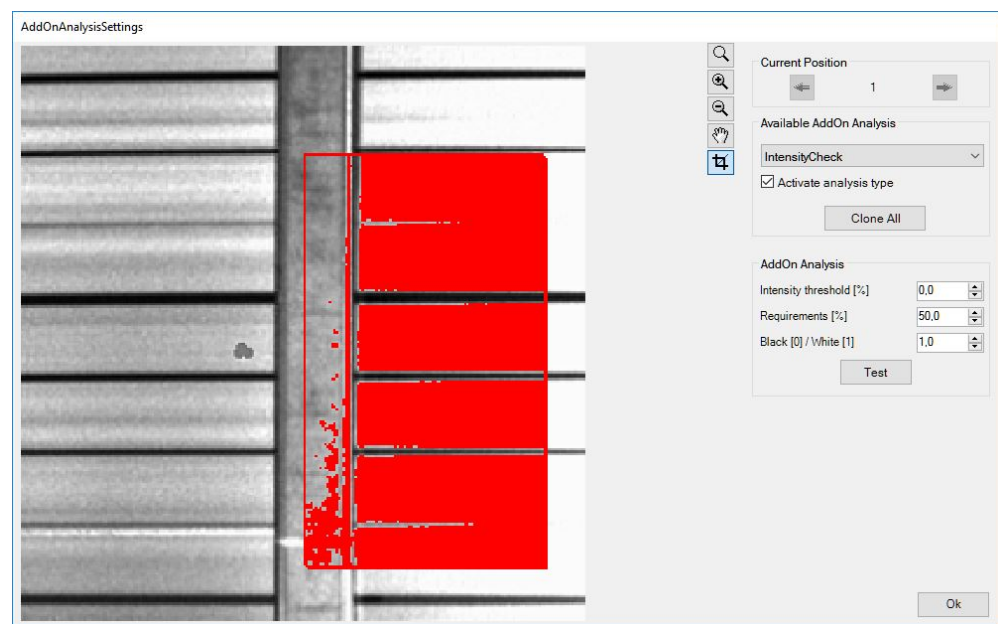 AddOnAnalysisSettings
Current Position
1
Available AddOn Analysis
IntensityCheck
Activate analysis type
Clone All
AddOn Analysis
Intensity threshold [%] 0,0
Requirements [%] 50,0
Black [0] / White [1] 1,0
Test
Ok